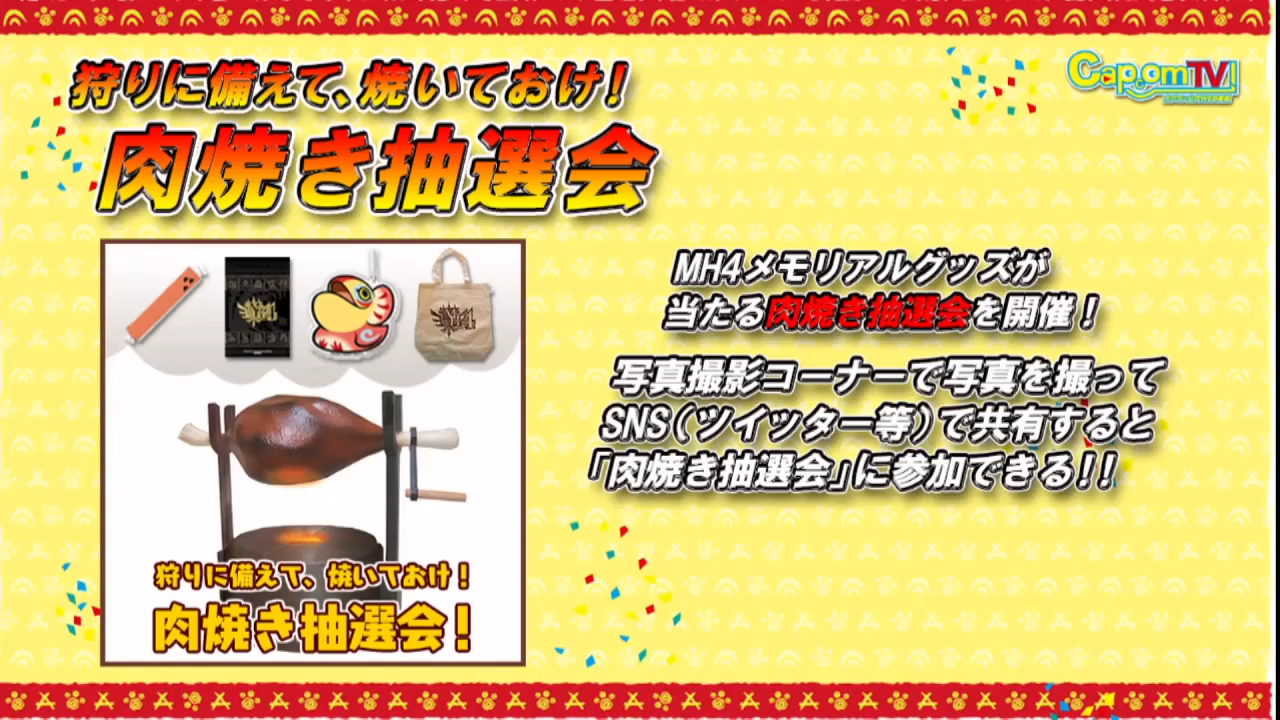 狩りに備えて、焼いておけ!
肉焼き抽選会
CapcomTV!
MH4メモリアルグッズが
当たる肉焼き抽選会を開催!
写真撮影コーナーで写真を撮って
SNS(ツイッター等)で共有すると
「肉焼き抽選会」に参加できる!!
狩りに備えて、焼いておけ!
肉焼き抽選会!